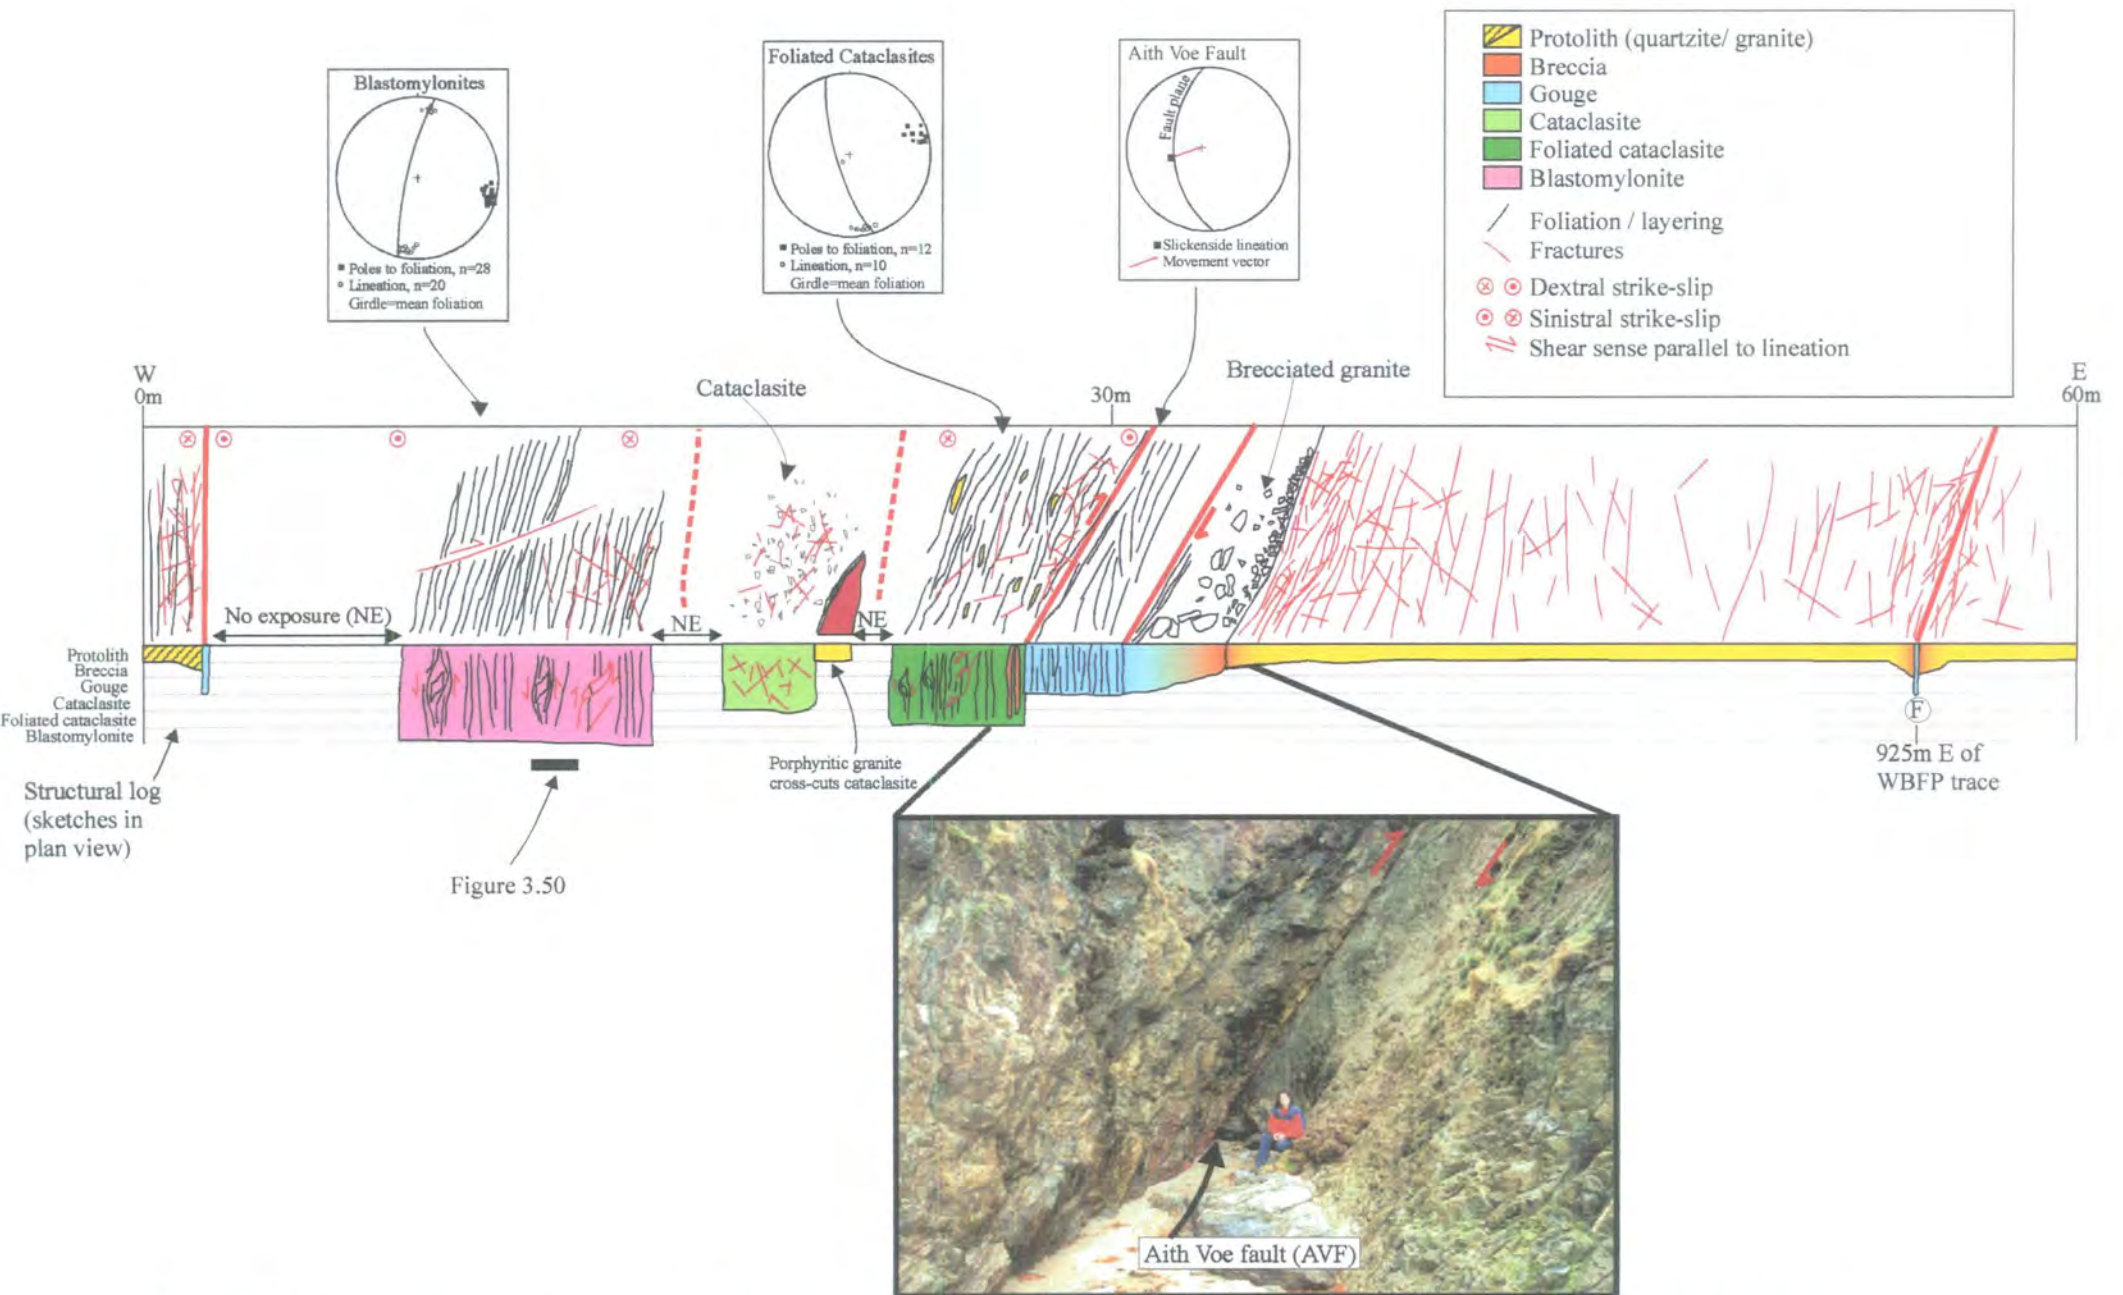 Blastomylonites
■ Poles to foliation, n=28
○ Lineation, n=20
Girdle=mean foliation
Foliated Cataclasites
■ Poles to foliation, n=12
○ Lineation, n=10
Girdle=mean foliation
Aith Voe Fault
Fault plane
■ Slickenside lineation
Movement vector
Protolith (quartzite/ granite)
Breccia
Gouge
Cataclasite
Foliated cataclasite
Blastomylonite
Foliation / layering
Fractures
Dextral strike-slip
Sinistral strike-slip
Shear sense parallel to lineation
W
0m
Cataclasite
30m
Brecciated granite
E
60m
No exposure (NE)
NE
NE
Protolith
Breccia
Gouge
Cataclasite
Foliated cataclasite
Blastomylonite
Structural log
(sketches in
plan view)
Figure 3.50
Porphyritic granite
cross-cuts cataclasite
F
925m E of
WBFP trace
Aith Voe fault (AVF)